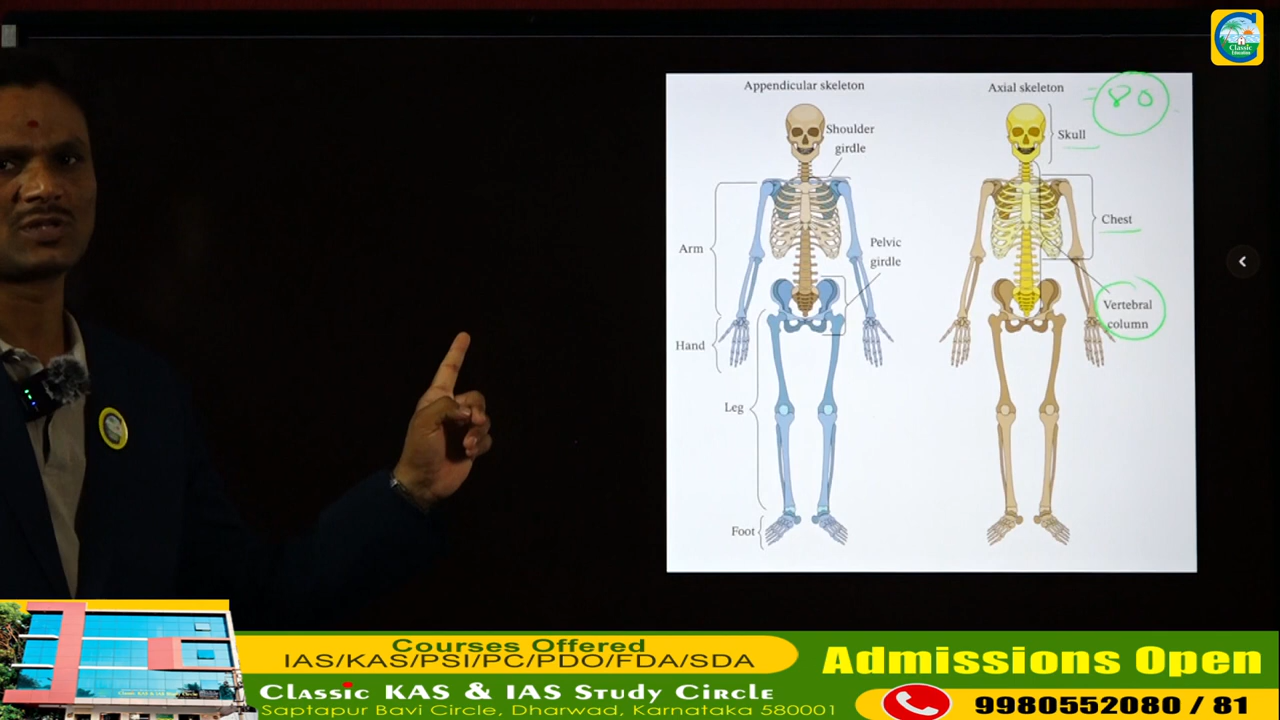 Classic
Education
Appendicular skeleton
Axial skeleton
= 80
Shoulder
girdle
Skull
Arm
Pelvic
girdle
Chest
Vertebral
column
Hand
Leg
Foot
Courses Offered
IAS/KAS/PSI/PC/PDO/FDA/SDA
Classic KAS & IAS Study Circle
Saptapur Bavi Circle, Dharwad, Karnataka 580001
Admissions Open
9980552080 / 81